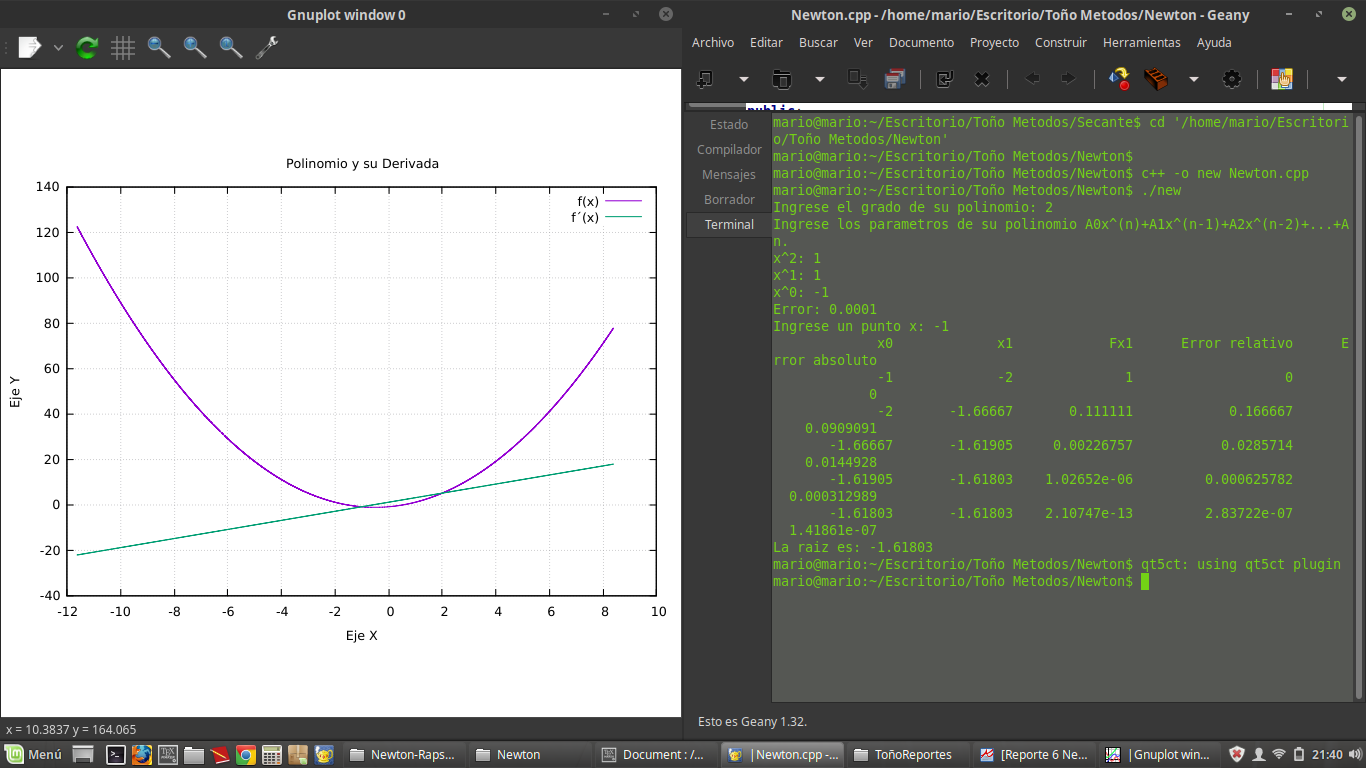 Gnuplot window 0
Polinomio y su Derivada
f(x)
f´(x)
140
120
100
80
60
40
20
0
-20
-40
Eje Y
-12 -10 -8 -6 -4 -2 0 2 4 6 8 10
Eje X
x = 10.3837 y = 164.065
Newton.cpp - /home/mario/Escritorio/Toño Metodos/Newton - Geany
Archivo Editar Buscar Ver Documento Proyecto Construir Herramientas Ayuda
public:
Estado
Compilador
Mensajes
Borrador
Terminal
mario@mario:~/Escritorio/Toño Metodos/Secante$ cd '/home/mario/Escritori
o/Toño Metodos/Newton'
mario@mario:~/Escritorio/Toño Metodos/Newton$
mario@mario:~/Escritorio/Toño Metodos/Newton$ c++ -o new Newton.cpp
mario@mario:~/Escritorio/Toño Metodos/Newton$ ./new
Ingrese el grado de su polinomio: 2
Ingrese los parametros de su polinomio A0x^(n)+A1x^(n-1)+A2x^(n-2)+...+A
n.
x^2: 1
x^1: 1
x^0: -1
Error: 0.0001
Ingrese un punto x: -1
x0 x1 Fx1 Error relativo E
rror absoluto
-1 -2 1 0
0
-2 -1.66667 0.111111 0.166667
0.0909091
-1.66667 -1.61905 0.00226757 0.0285714
0.0144928
-1.61905 -1.61803 1.02652e-06 0.000625782
0.000312989
-1.61803 -1.61803 2.10747e-13 2.83722e-07
1.41861e-07
La raiz es: -1.61803
mario@mario:~/Escritorio/Toño Metodos/Newton$ qt5ct: using qt5ct plugin
mario@mario:~/Escritorio/Toño Metodos/Newton$
Esto es Geany 1.32.
Menú Newton-Raps... Newton Document : /... |Newton.cpp -... ToñoReportes [Reporte 6 Ne... |Gnuplot win... 21:40